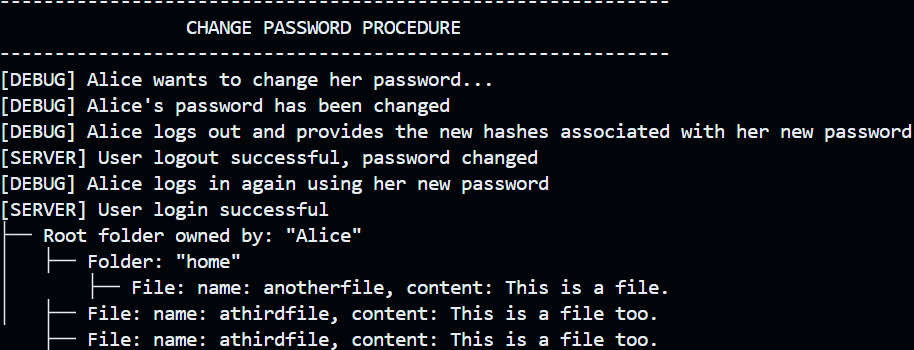 --------------------------------------------------------------
CHANGE PASSWORD PROCEDURE
--------------------------------------------------------------
[DEBUG] Alice wants to change her password...
[DEBUG] Alice's password has been changed
[DEBUG] Alice logs out and provides the new hashes associated with her new password
[SERVER] User logout successful, password changed
[DEBUG] Alice logs in again using her new password
[SERVER] User login successful
├── Root folder owned by: "Alice"
│   ├── Folder: "home"
│   │   ├── File: name: anotherfile, content: This is a file.
│   ├── File: name: athirdfile, content: This is a file too.
    ├── File: name: athirdfile, content: This is a file too.